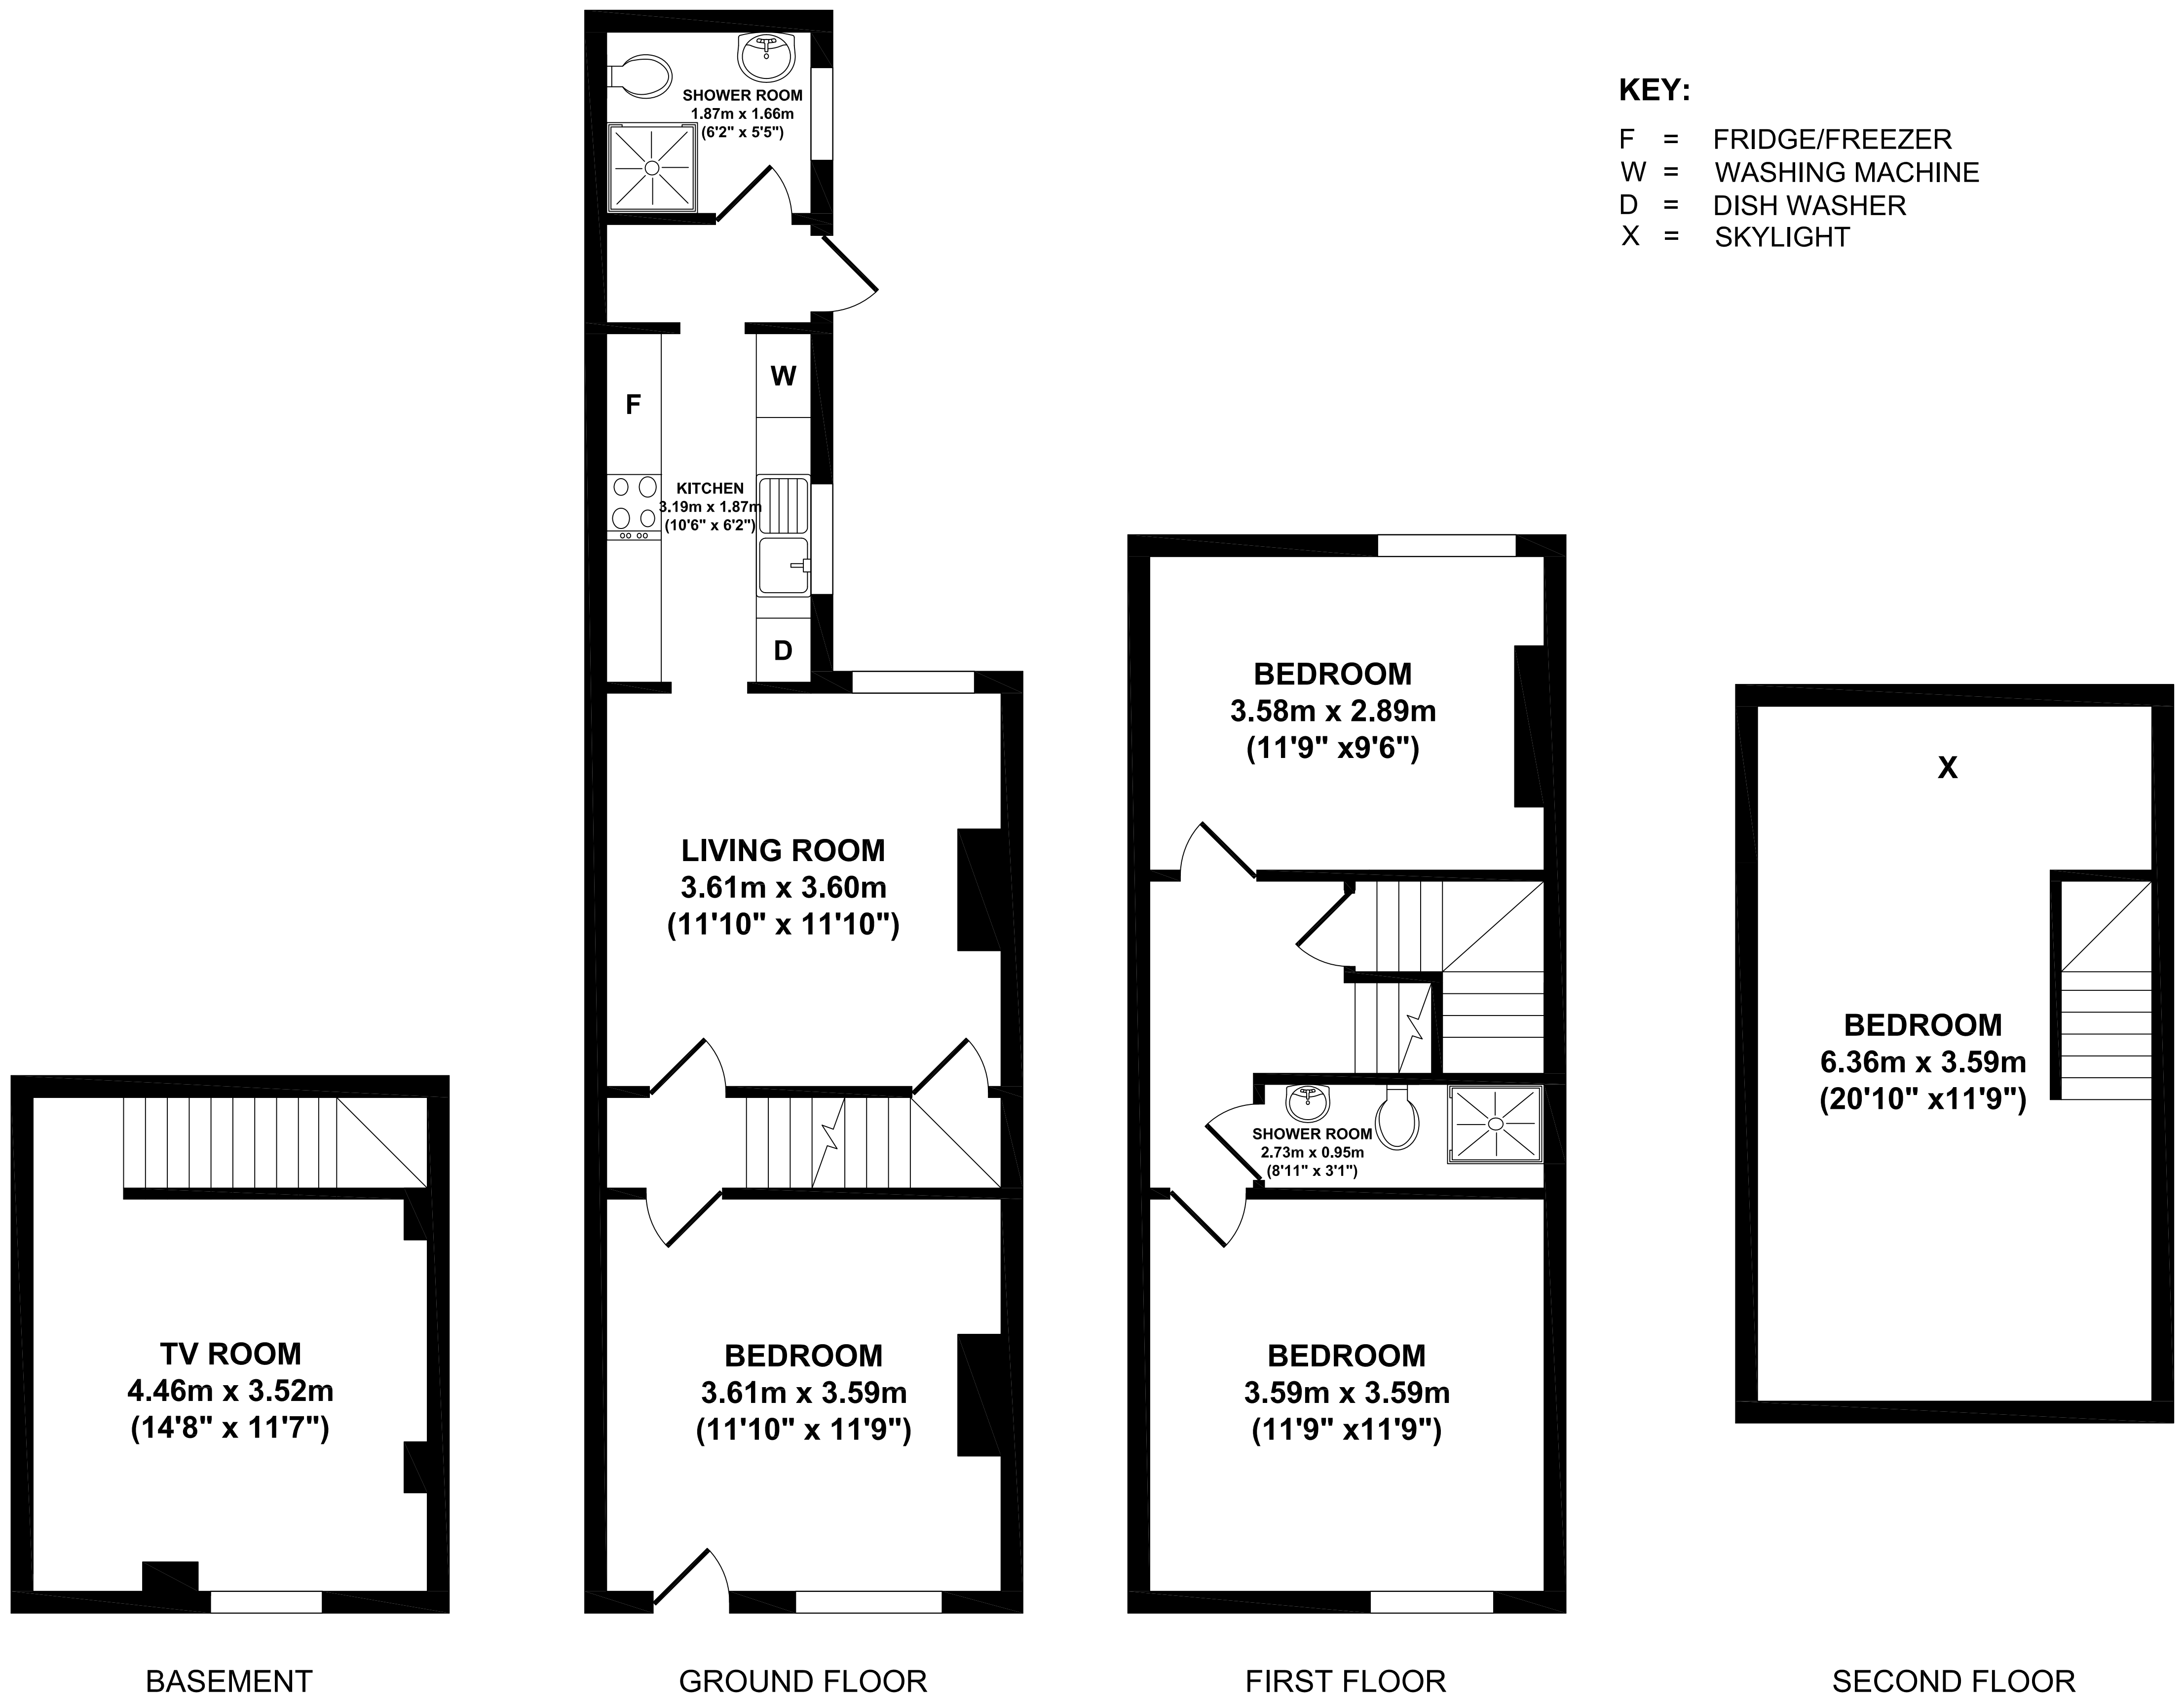 SHOWER ROOM
1.87m x 1.66m
(6'2" x 5'5")
KEY:
F = FRIDGE/FREEZER
W = WASHING MACHINE
D = DISH WASHER
X = SKYLIGHT
W
F
KITCHEN
3.19m x 1.87m
(10'6" x 6'2")
D
LIVING ROOM
3.61m x 3.60m
(11'10" x 11'10")
BEDROOM
3.58m x 2.89m
(11'9" x9'6")
X
BEDROOM
6.36m x 3.59m
(20'10" x11'9")
SHOWER ROOM
2.73m x 0.95m
(8'11" x 3'1")
TV ROOM
4.46m x 3.52m
(14'8" x 11'7")
BEDROOM
3.61m x 3.59m
(11'10" x 11'9")
BEDROOM
3.59m x 3.59m
(11'9" x11'9")
BASEMENT
GROUND FLOOR
FIRST FLOOR
SECOND FLOOR